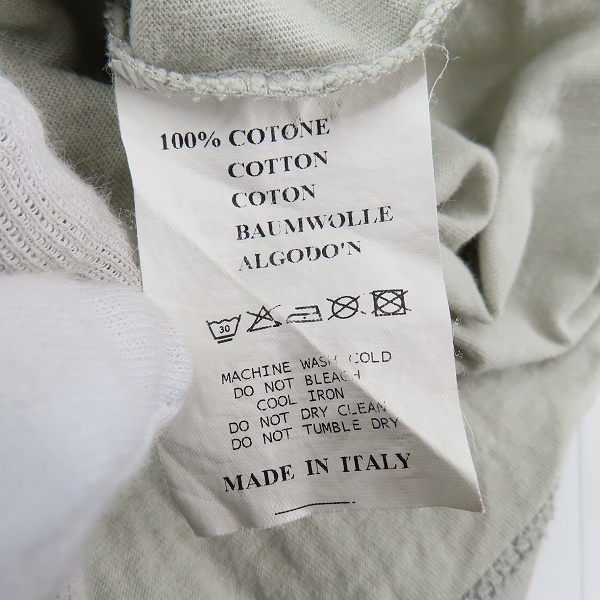 100% COTONE
COTTON
COTON
BAUMWOLLE
ALGODO'N
30
MACHINE WASH COLD
DO NOT BLEACH
COOL IRON
DO NOT DRY CLEAN
DO NOT TUMBLE DRY
MADE IN ITALY